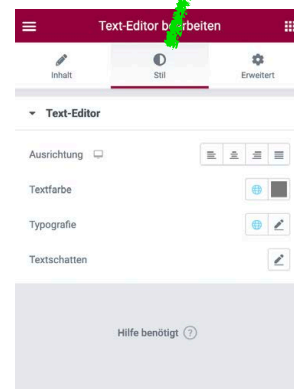 Text-Editor bearbeiten
Inhalt
Stil
Erweitert
Text-Editor
Ausrichtung
Textfarbe
Typografie
Textschatten
Hilfe benötigt ?